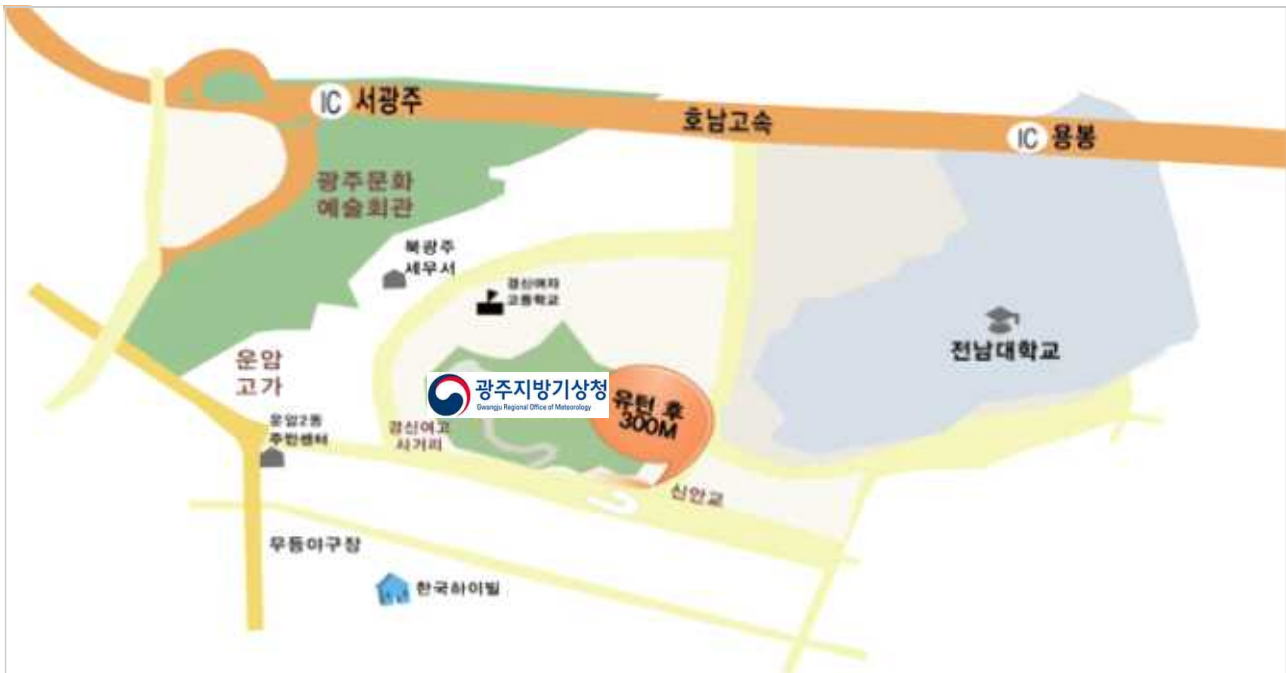 IC 서광주
호남고속
IC 용봉
광주문화
예술회관
북광주
세무서
경신여자
고등학교
전남대학교
운암
고가
광주지방기상청
Gwangju Regional Office of Meteorology
유턴 후
300M
운암2동
주민센터
경신여고
사거리
신안교
무등야구장
한국하이빌